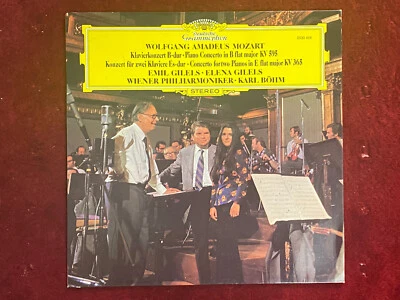 Deutsche
Grammophon
WOLFGANG AMADEUS MOZART
Klavierkonzert B-dur · Piano Concerto in B flat major KV 595
Konzert für zwei Klaviere Es-dur · Concerto for two Pianos in E flat major KV 365
EMIL GILELS · ELENA GILELS
WIENER PHILHARMONIKER · KARL BÖHM
STEREO